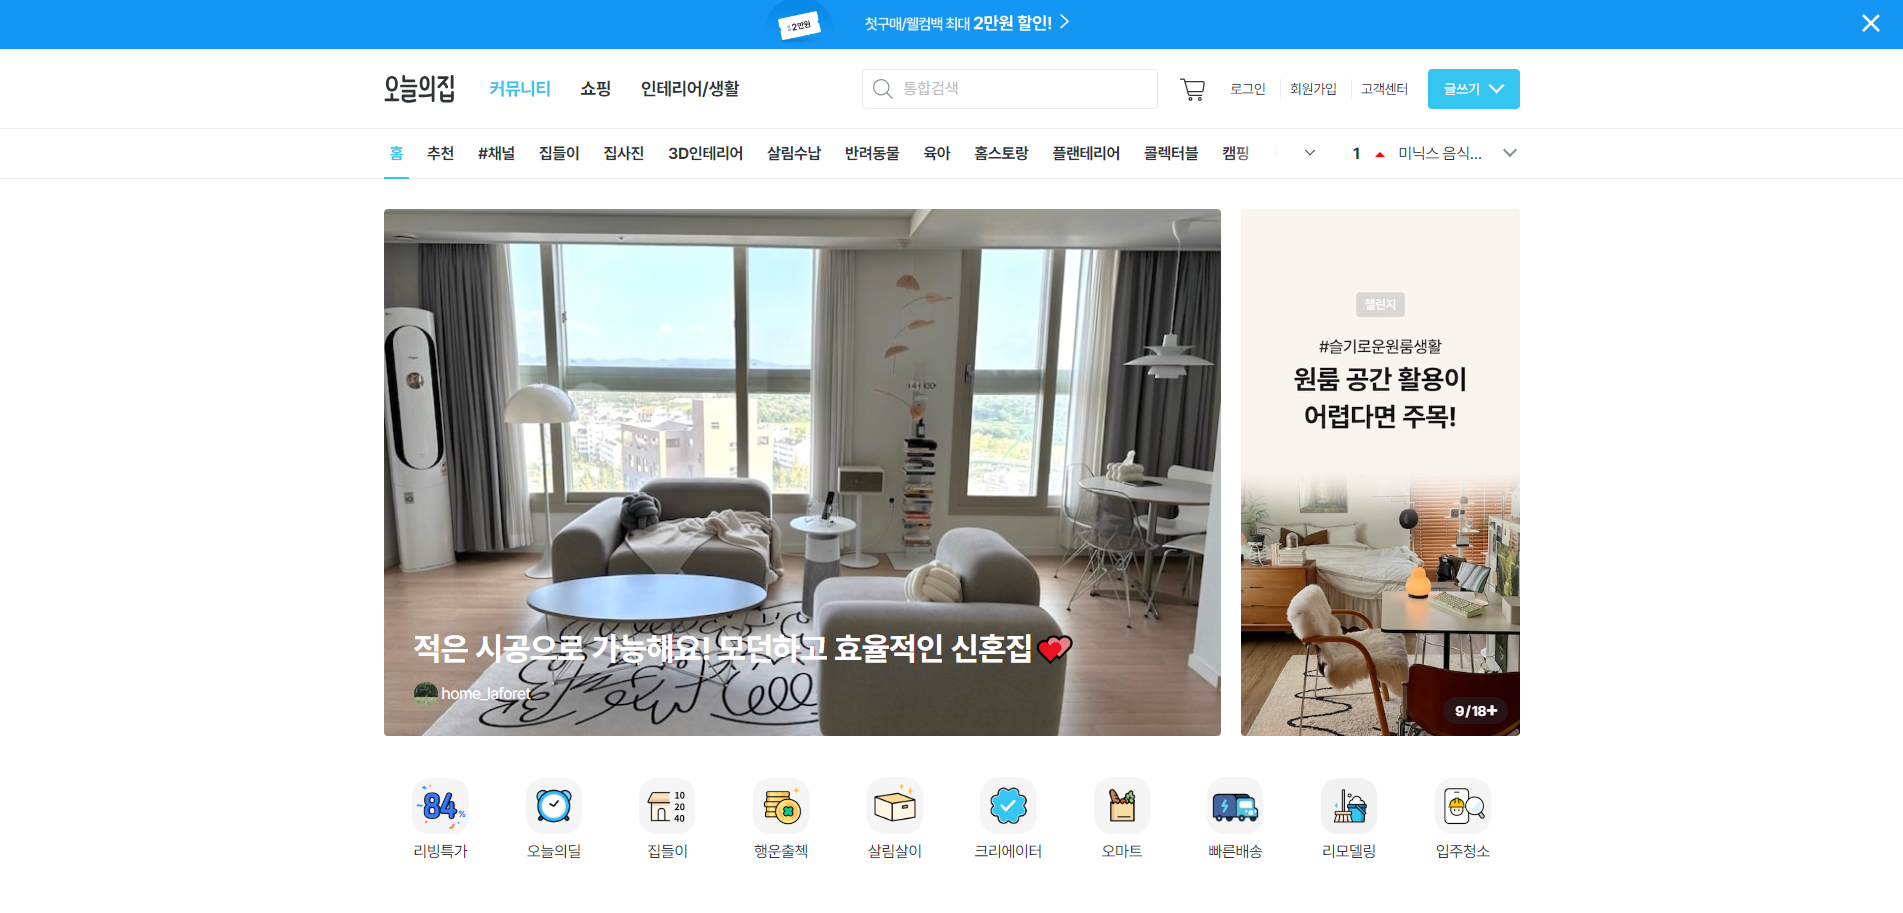 2만원
첫구매/웰컴백 최대 2만원 할인!
오늘의집
커뮤니티
쇼핑
인테리어/생활
통합검색
로그인
회원가입
고객센터
글쓰기
홈
추천
#채널
집들이
집사진
3D인테리어
살림수납
반려동물
육아
홈스토랑
플랜테리어
콜렉터블
캠핑
1
미닉스 음식...
적은 시공으로 가능해요! 모던하고 효율적인 신혼집💕
home_laforet
챌린지
#슬기로운원룸생활
원룸 공간 활용이
어렵다면 주목!
9/18+
~84%
10
20
40
리빙특가
오늘의딜
집들이
행운출첵
살림살이
크리에이터
오마트
빠른배송
리모델링
입주청소